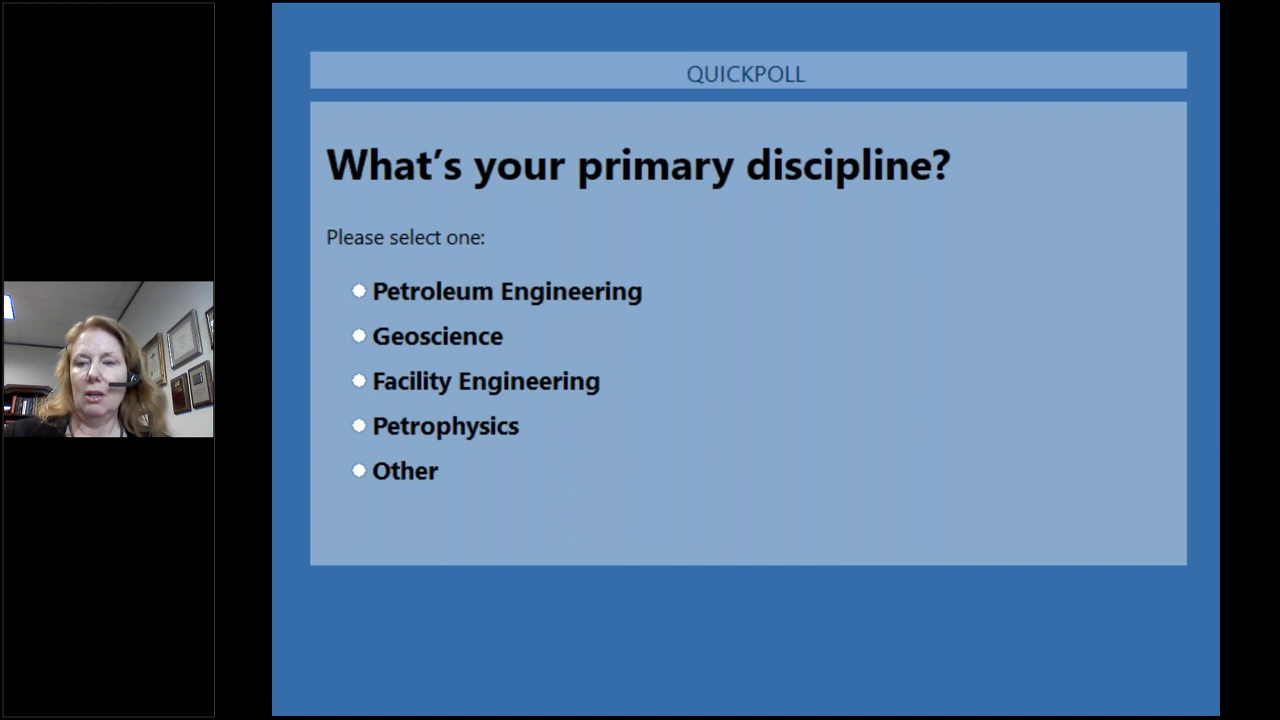 QUICKPOLL
What’s your primary discipline?
Please select one:
Petroleum Engineering
Geoscience
Facility Engineering
Petrophysics
Other